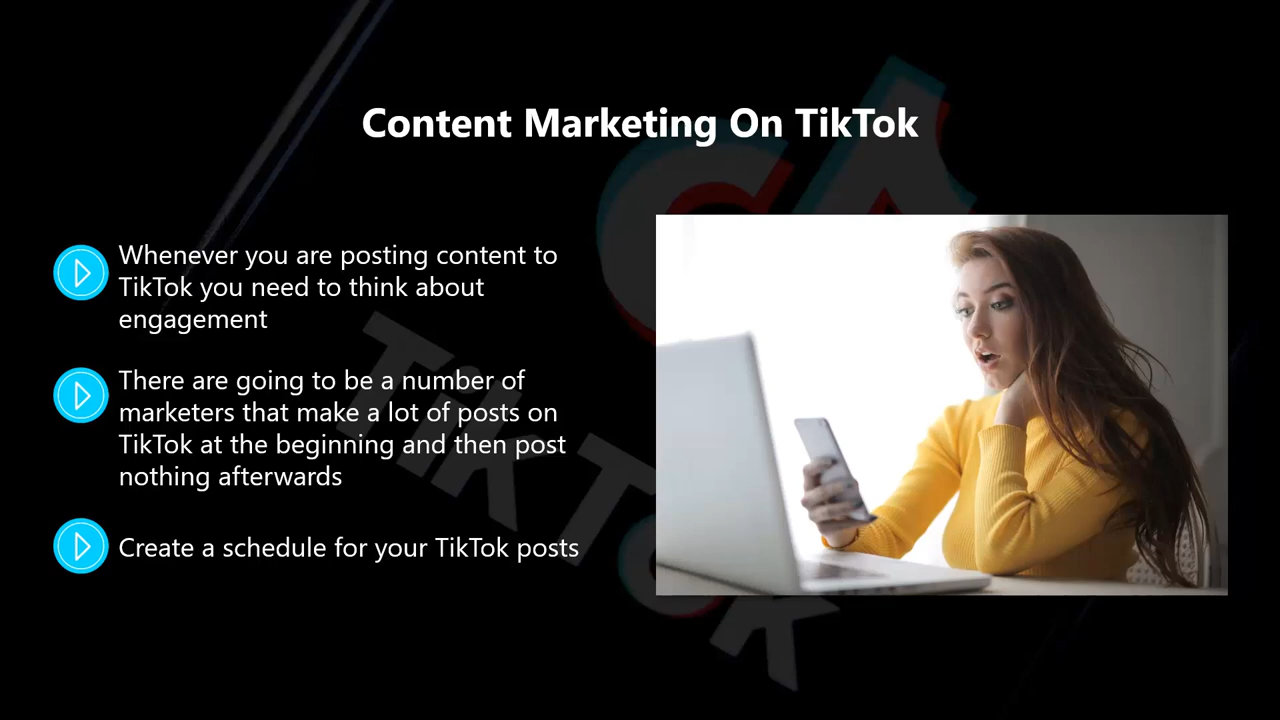 Content Marketing On TikTok
Whenever you are posting content to
TikTok you need to think about
engagement
There are going to be a number of
marketers that make a lot of posts on
TikTok at the beginning and then post
nothing afterwards
Create a schedule for your TikTok posts
TikTok